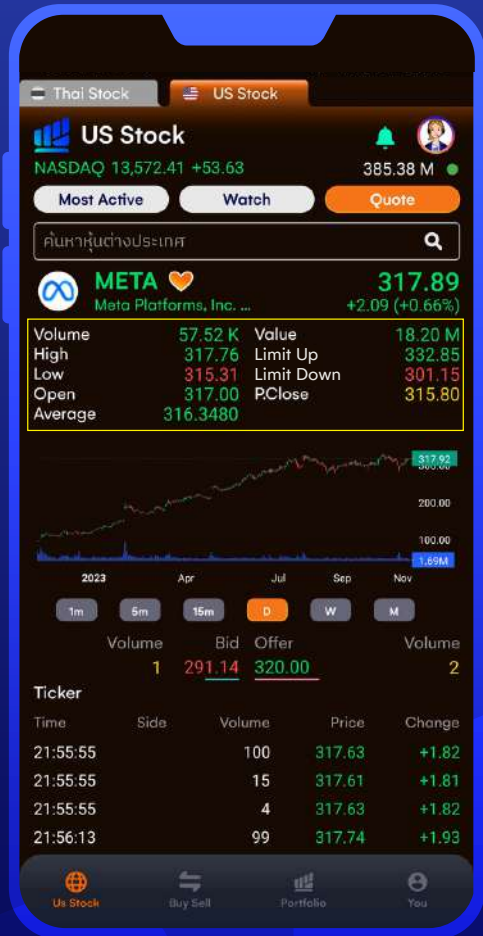 Thai Stock US Stock
US Stock
NASDAQ 13,572.41 +53.63 385.38 M
Most Active Watch Quote
ค้นหาหุ้นต่างประเทศ
META 317.89
Meta Platforms, Inc. ... +2.09 (+0.66%)
Volume 57.52 K Value 18.20 M
High 317.76 Limit Up 332.85
Low 315.31 Limit Down 301.15
Open 317.00 P.Close 315.80
Average 316.3480
317.92
300.00
200.00
100.00
1.69M
2023 Apr Jul Sep Nov
1m 5m 15m D W M
Volume Bid Offer Volume
1 291.14 320.00 2
Ticker
Time Side Volume Price Change
21:55:55 100 317.63 +1.82
21:55:55 15 317.61 +1.81
21:55:55 4 317.63 +1.82
21:56:13 99 317.74 +1.93
Us Stock Buy Sell Portfolio You